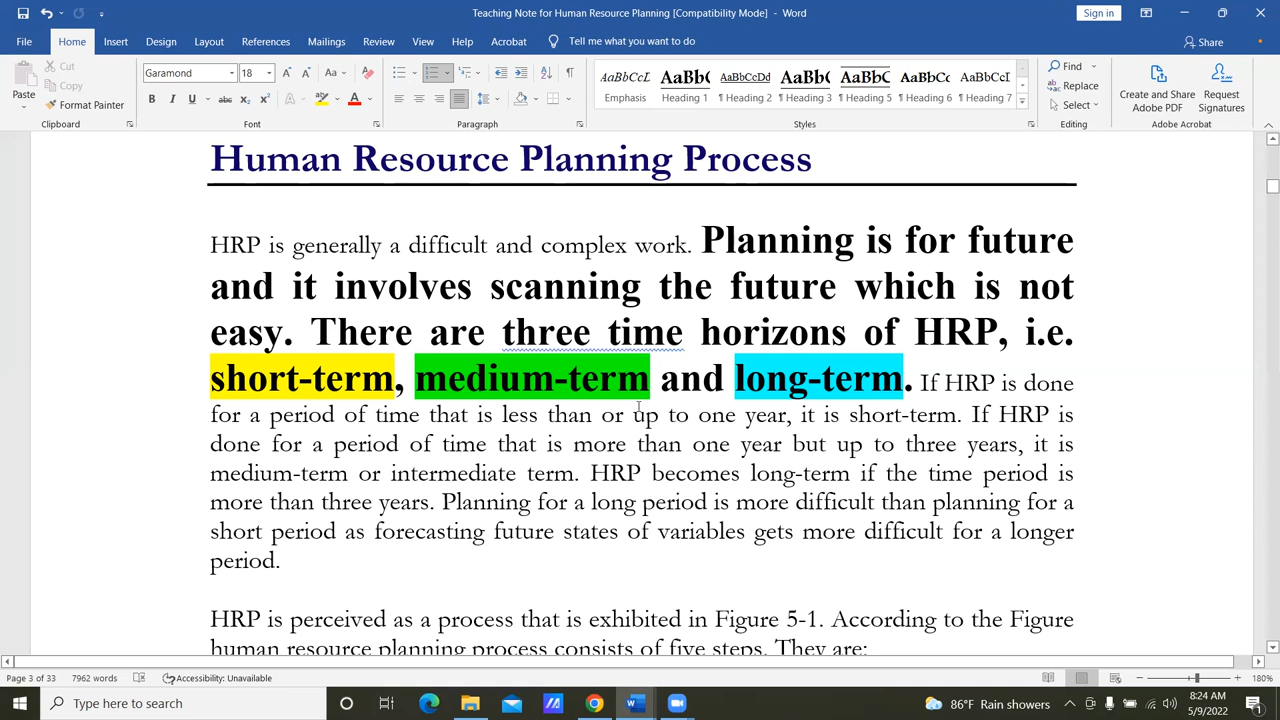 Teaching Note for Human Resource Planning [Compatibility Mode] - Word
Sign in
File Home Insert Design Layout References Mailings Review View Help Acrobat Tell me what you want to do Share
Cut
Copy
Format Painter
Paste
Garamond 18
AaBbCcL AaBb( AaBbCcDd AaBb( AaBbC AaBbC AaBbCcI
Emphasis Heading 1 ¶ Heading 2 ¶ Heading 3 ¶ Heading 5 ¶ Heading 6 ¶ Heading 7
Find
Replace
Select
Create and Share Adobe PDF
Request Signatures
Clipboard Font Paragraph Styles Editing Adobe Acrobat
Human Resource Planning Process
HRP is generally a difficult and complex work. Planning is for future
and it involves scanning the future which is not
easy. There are three time horizons of HRP, i.e.
short-term, medium-term and long-term. If HRP is done
for a period of time that is less than or up to one year, it is short-term. If HRP is
done for a period of time that is more than one year but up to three years, it is
medium-term or intermediate term. HRP becomes long-term if the time period is
more than three years. Planning for a long period is more difficult than planning for a
short period as forecasting future states of variables gets more difficult for a longer
period.
HRP is perceived as a process that is exhibited in Figure 5-1. According to the Figure
human resource planning process consists of five steps. They are:
Page 3 of 33 7962 words Accessibility: Unavailable 180%
Type here to search
86°F Rain showers
8:24 AM
5/9/2022